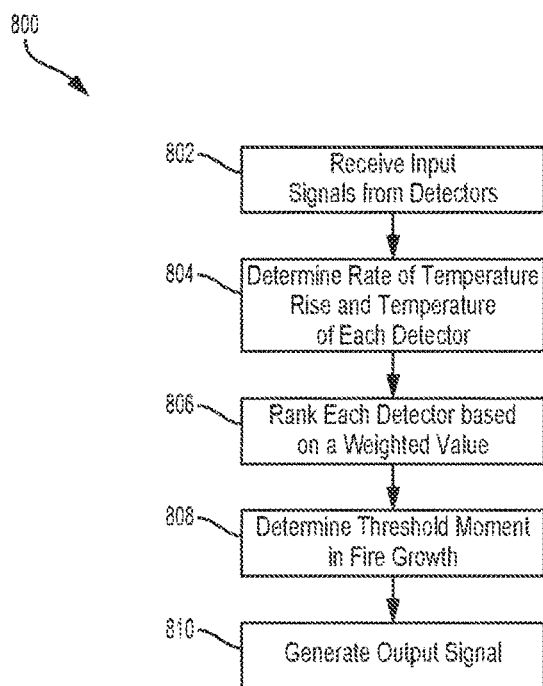 800
802
Receive Input
Signals from Detectors
804
Determine Rate of Temperature
Rise and Temperature
of Each Detector
806
Rank Each Detector based
on a Weighted Value
808
Determine Threshold Moment
in Fire Growth
810
Generate Output Signal